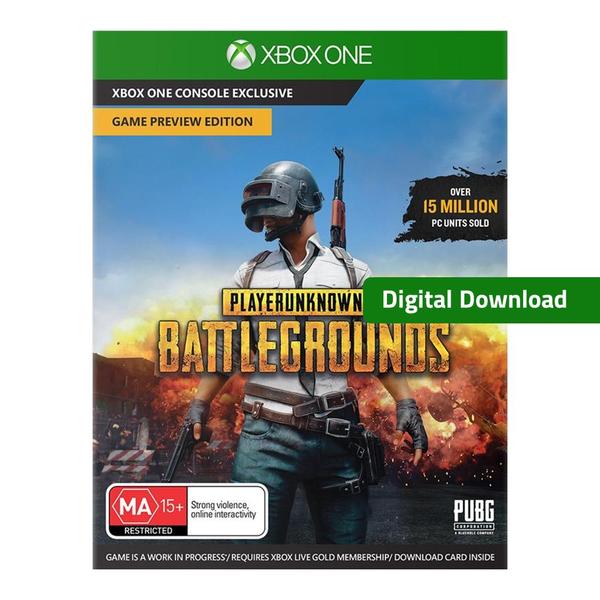 XBOX ONE
XBOX ONE CONSOLE EXCLUSIVE
GAME PREVIEW EDITION
OVER
15 MILLION
PC UNITS SOLD
PLAYERUNKNOWN
Digital Download
BATTLEGROUNDS
MA 15+
RESTRICTED
Strong violence,
online interactivity
PUBG
CORPORATION
A BLUEHOLE COMPANY
GAME IS A WORK IN PROGRESS/ REQUIRES XBOX LIVE GOLD MEMBERSHIP/ DOWNLOAD CARD INSIDE